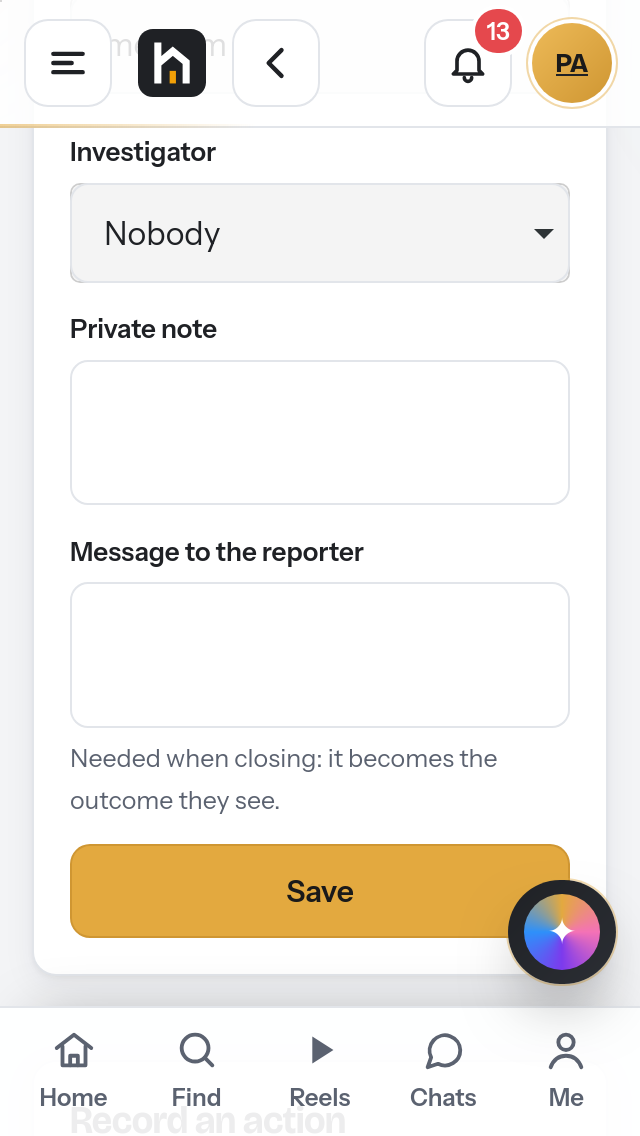 13
PA
Investigator
Nobody
Private note
Message to the reporter
Needed when closing: it becomes the
outcome they see.
Save
Home
Find
Reels
Chats
Me
Record an action